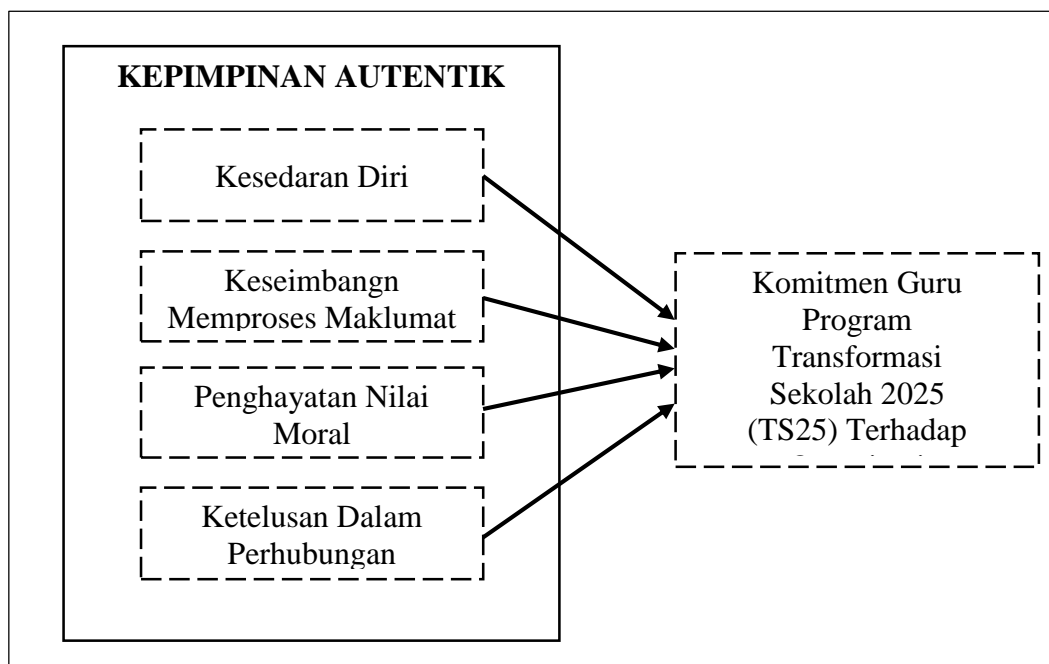 KEPIMPINAN AUTENTIK
Kesedaran Diri
Keseimbangn
Memproses Maklumat
Penghayatan Nilai
Moral
Ketelusan Dalam
Perhubungan
Komitmen Guru
Program
Transformasi
Sekolah 2025
(TS25) Terhadap